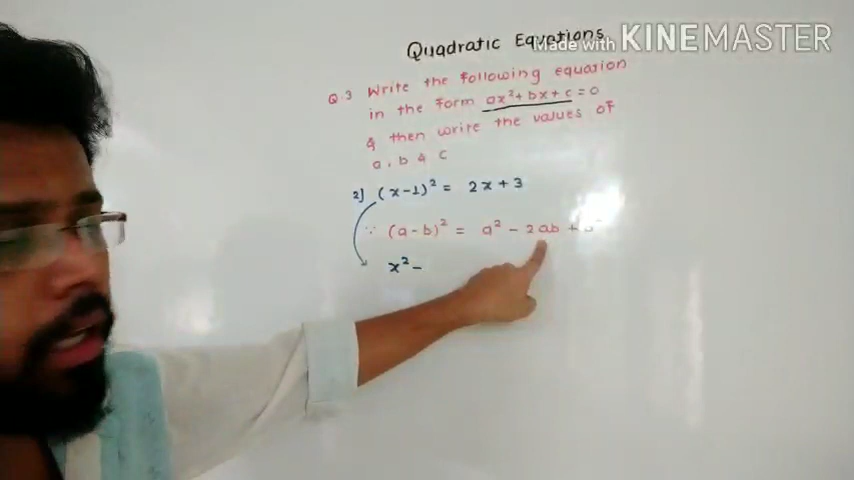 Quadratic Equations
Made with KINEMASTER
Q.3 Write the following equation
in the form ax²+bx+c=0
& then write the values of
a, b & c
2] (x-1)² = 2x+3
∵ (a-b)² = a² - 2ab +
x² -